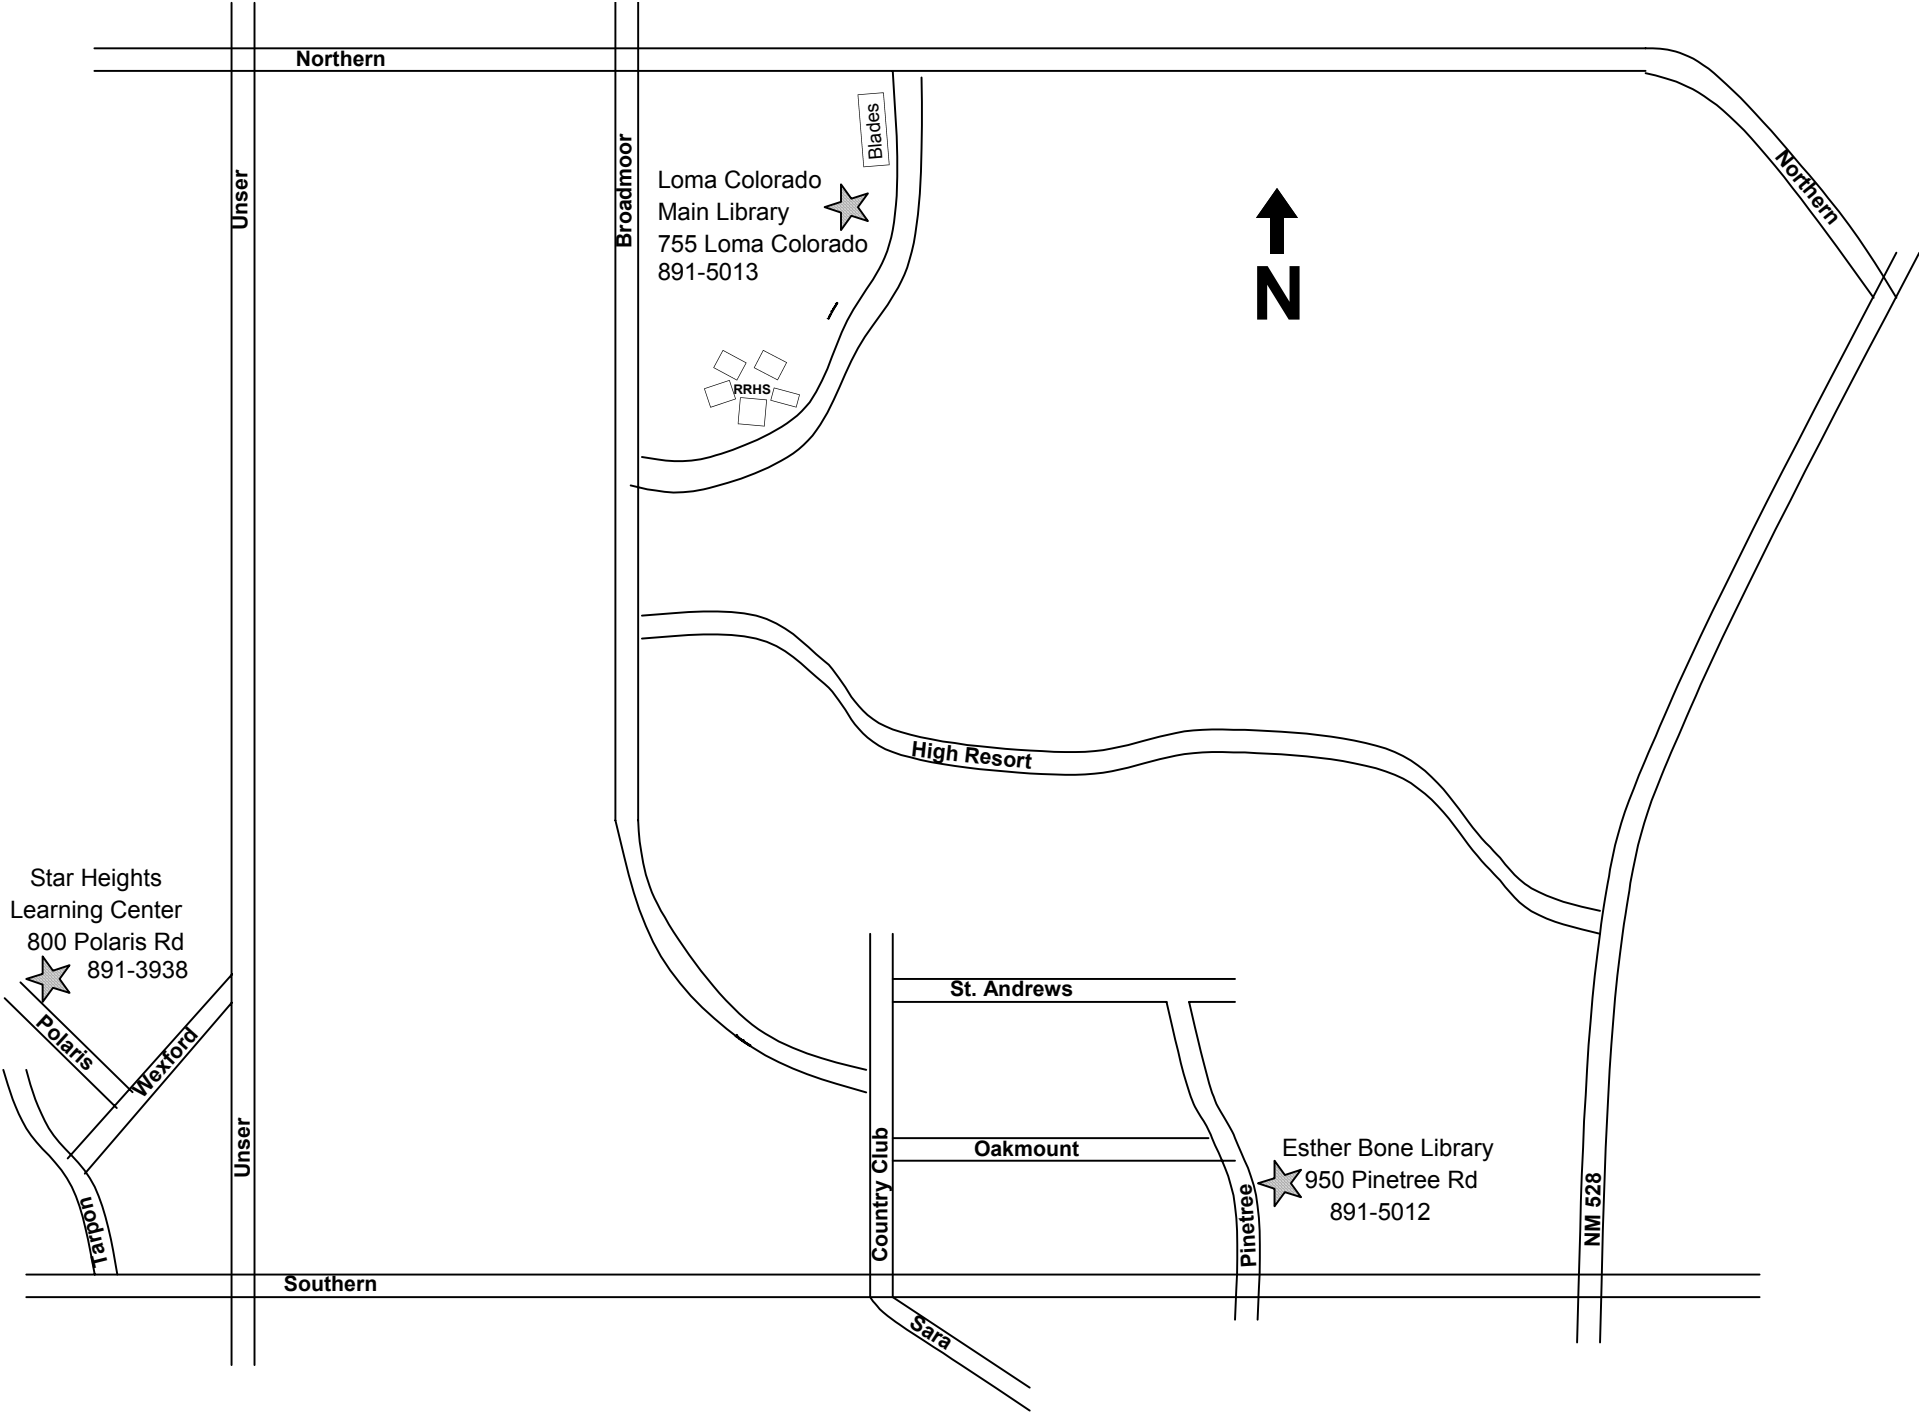 Northern
Blades
Broadmoor
Unser
Northern
Loma Colorado
Main Library
755 Loma Colorado
891-5013
N
RRHS
High Resort
Star Heights
Learning Center
800 Polaris Rd
891-3938
St. Andrews
Polaris
Wexford
Unser
Country Club
Oakmount
Esther Bone Library
950 Pinetree Rd
891-5012
Tarpon
Pinetree
NM 528
Southern
Sara